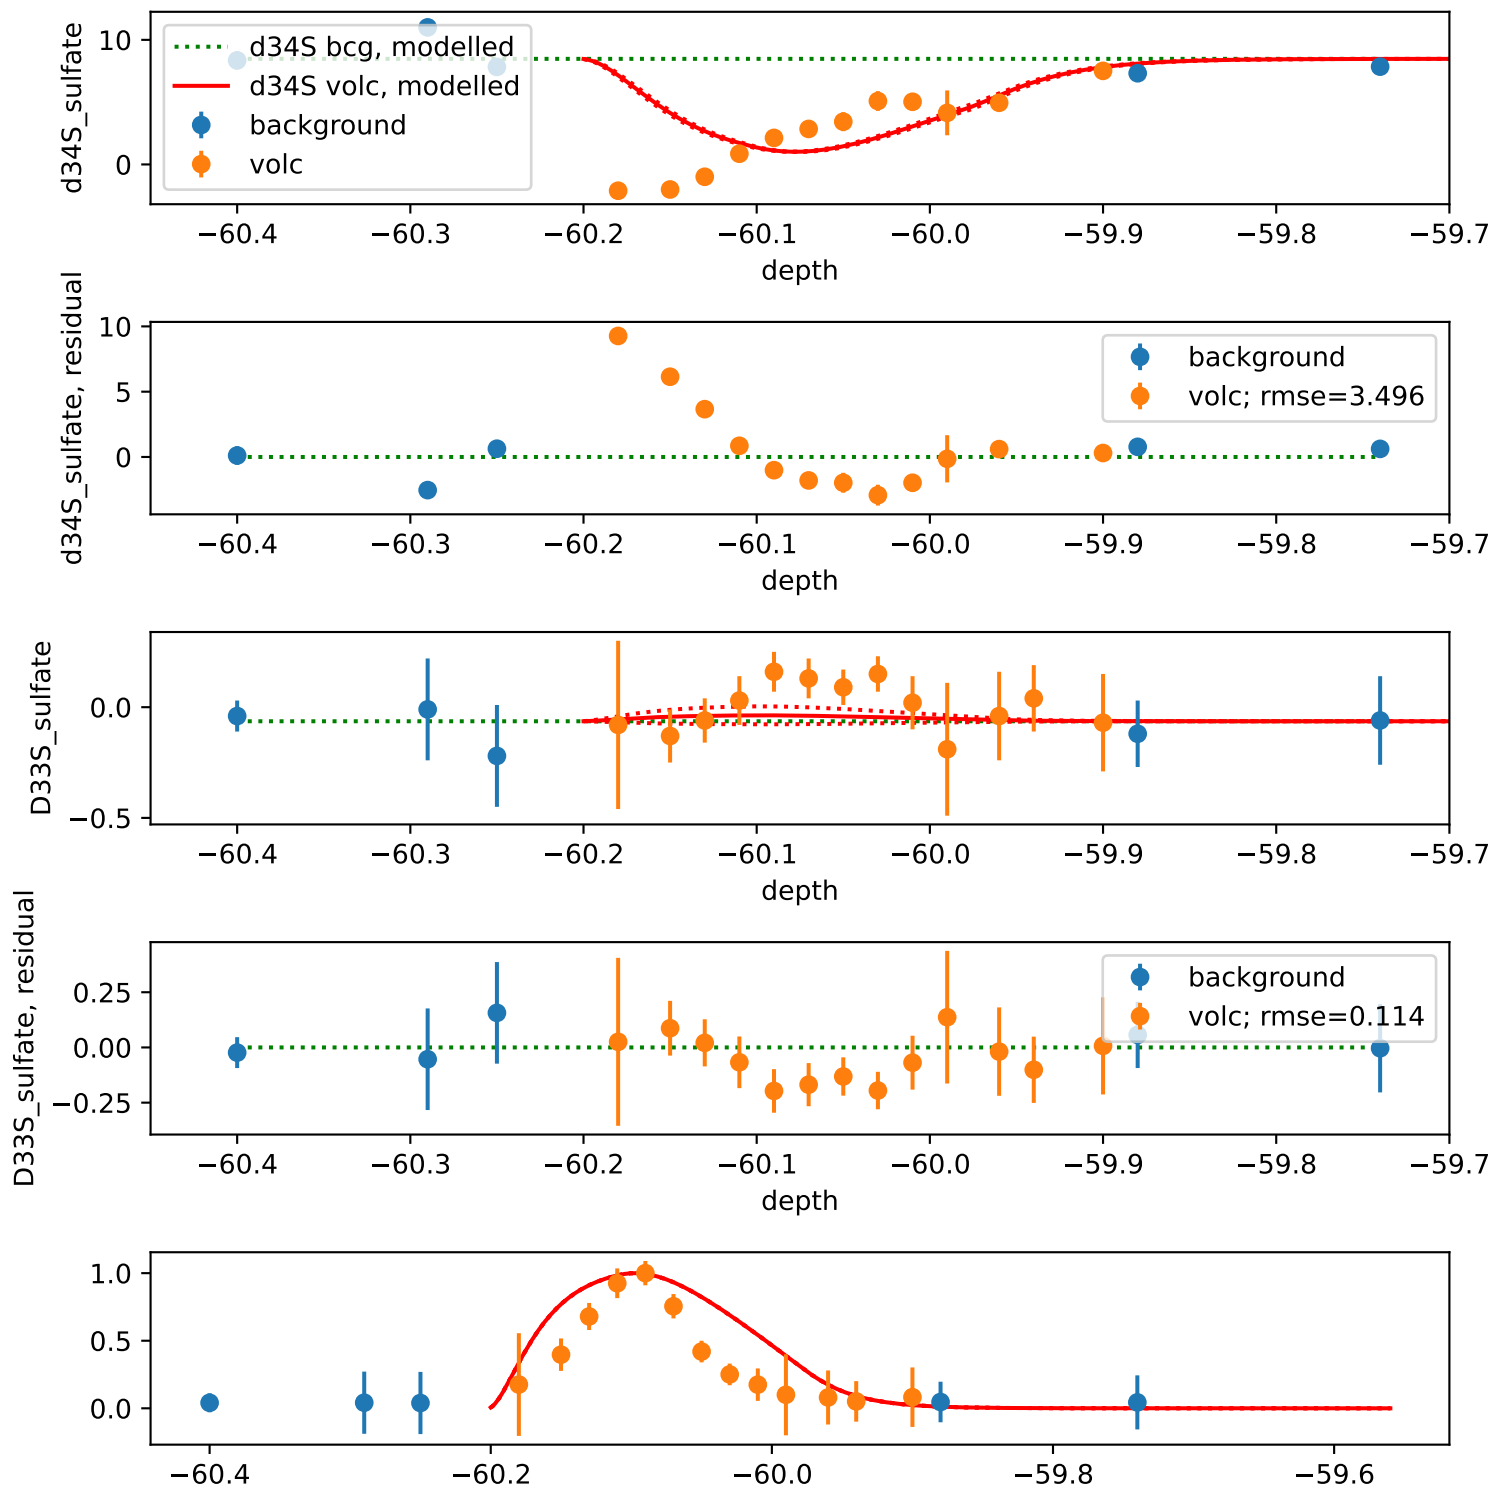 d34S_sulfate
10
0
d34S bcg, modelled
d34S volc, modelled
background
volc
−60.4 −60.3 −60.2 −60.1 −60.0 −59.9 −59.8 −59.7
depth
d34S_sulfate, residual
10
5
0
background
volc; rmse=3.496
−60.4 −60.3 −60.2 −60.1 −60.0 −59.9 −59.8 −59.7
depth
D33S_sulfate
0.0
−0.5
−60.4 −60.3 −60.2 −60.1 −60.0 −59.9 −59.8 −59.7
depth
D33S_sulfate, residual
0.25
0.00
−0.25
background
volc; rmse=0.114
−60.4 −60.3 −60.2 −60.1 −60.0 −59.9 −59.8 −59.7
depth
1.0
0.5
0.0
−60.4 −60.2 −60.0 −59.8 −59.6